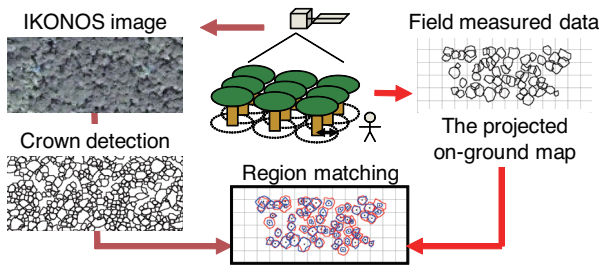 IKONOS image
Field measured data
Crown detection
The projected
on-ground map
Region matching